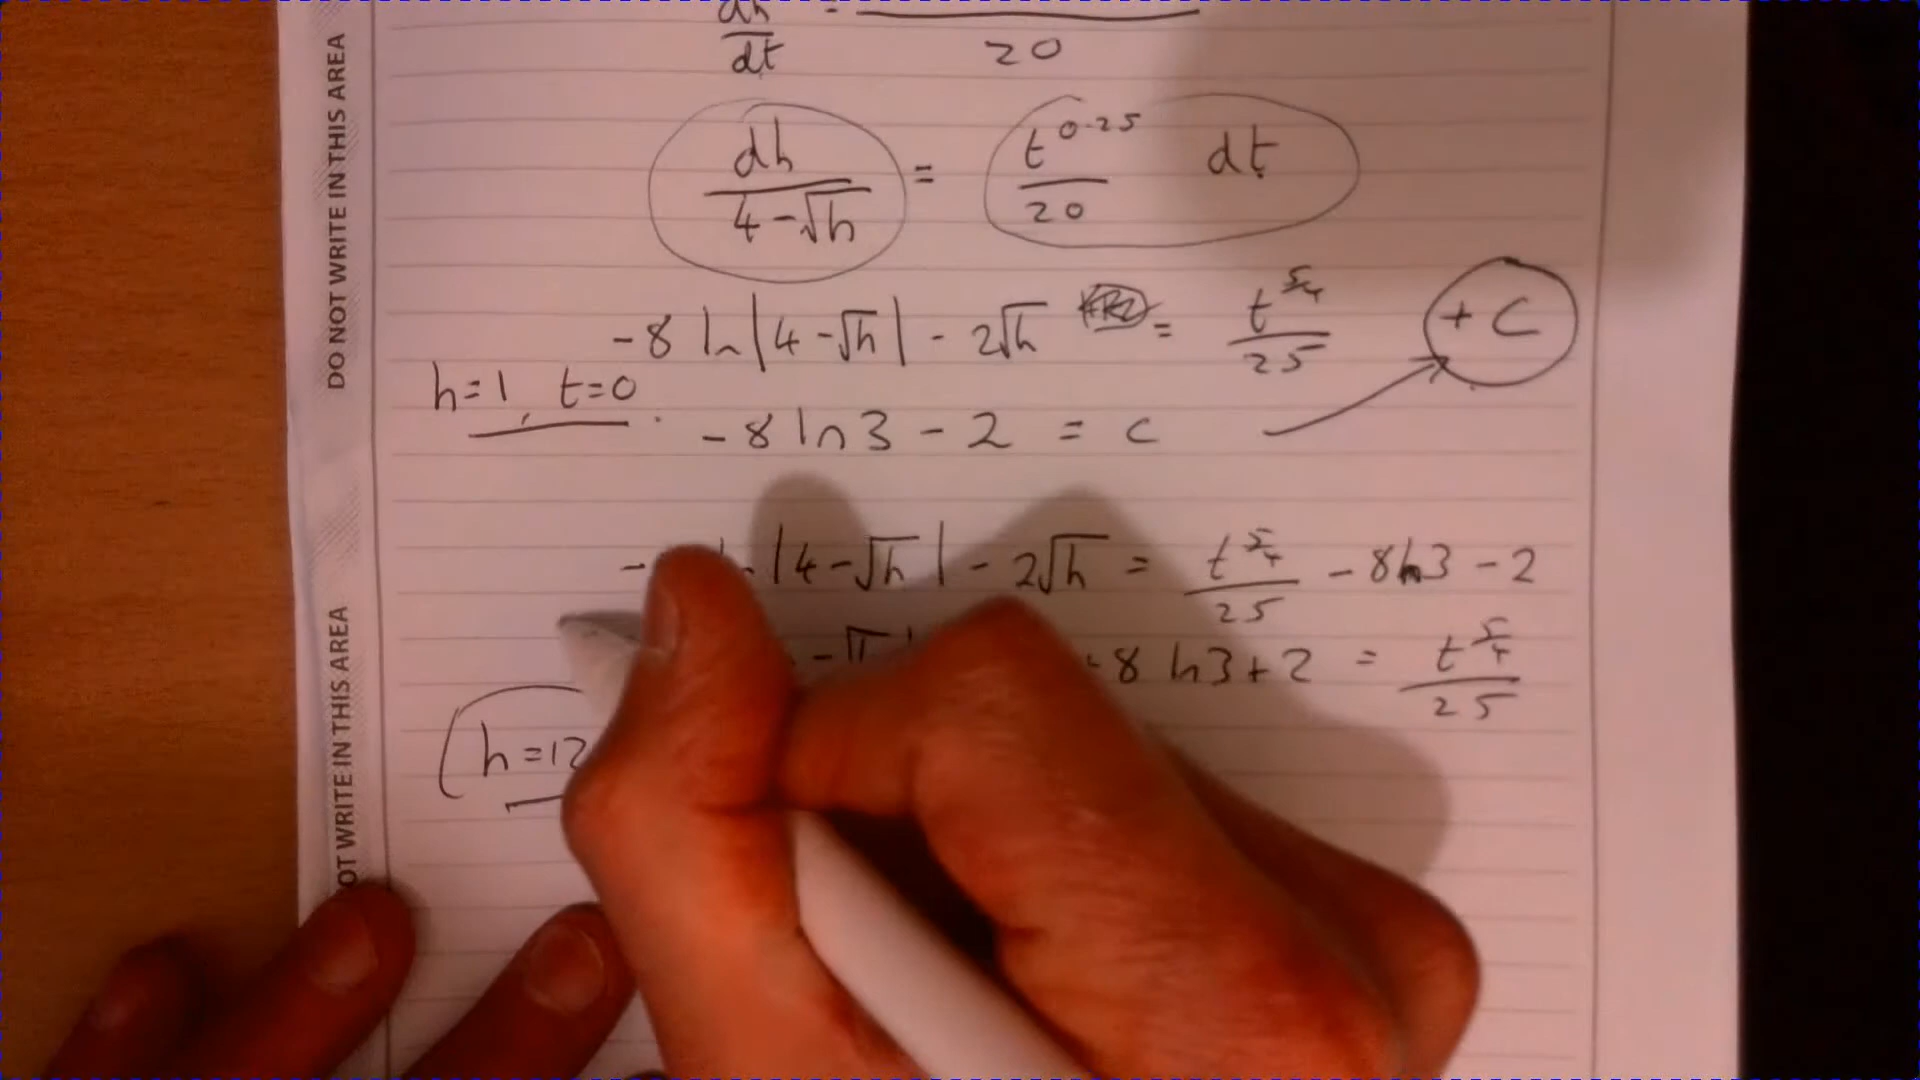 DO NOT WRITE IN THIS AREA
dh/dt = /20
dh/(4-√h) = t^0.25/20 dt
-8 ln|4-√h| - 2√h = t^(5/4)/25 + C
h=1, t=0
-8 ln3 - 2 = C
- |4-√h| - 2√h = t^(5/4)/25 - 8ln3 - 2
8 ln3 + 2 = t^(5/4)/25
NOT WRITE IN THIS AREA
(h=12